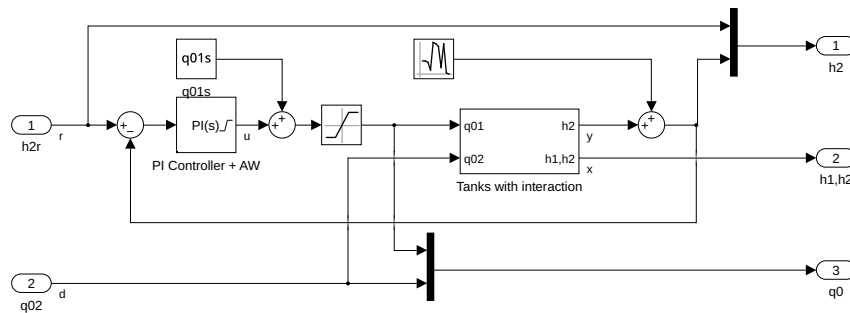 1
h2r
r
+
−
q01s
q01s
PI(s)
PI Controller + AW
u
+
+
q01
q02
h2
h1,h2
Tanks with interaction
y
x
+
+
1
h2
2
h1,h2
2
q02
d
3
q0